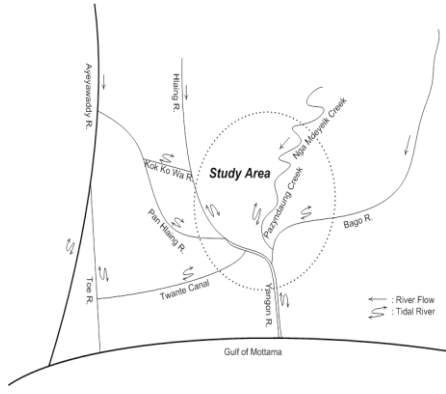 Ayeyawaddy R.
Hlaing R.
Nga Moeyeik Creek
Kok Ko Wa R.
Study Area
Pazyndaung Creek
Pan Hlaing R.
Bago R.
Toe R.
Twante Canal
Yangon R.
: River Flow
: Tidal River
Gulf of Mottama